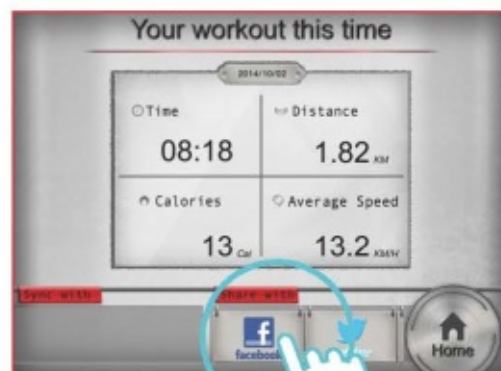 Your workout this time
2014/10/02
Time
Distance
08:18
1.82 KM
Calories
Average Speed
13 Cal
13.2 KM/H
Sync with
Share with
facebook
Home